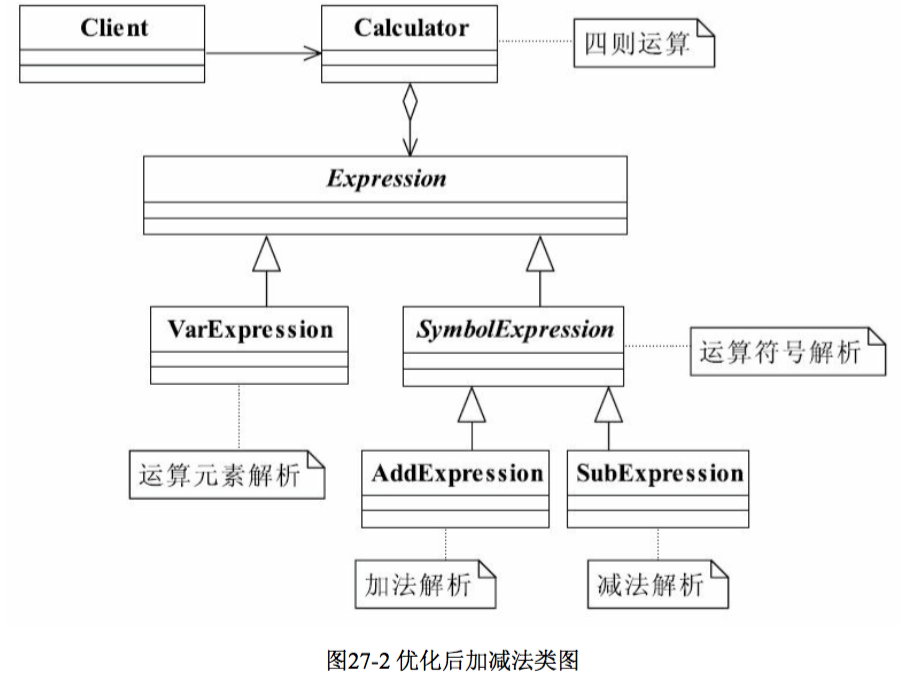 Client
Calculator
四则运算
Expression
VarExpression
SymbolExpression
运算符号解析
运算元素解析
AddExpression
SubExpression
加法解析
减法解析
图27-2 优化后加减法类图